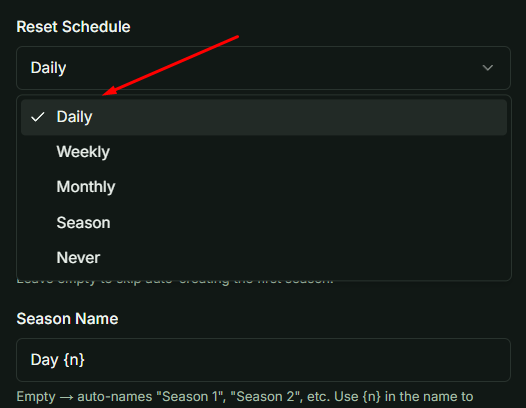 Reset Schedule
Daily
Daily
Weekly
Monthly
Season
Never
Leave empty to skip auto-creating the first season.
Season Name
Day {n}
Empty → auto-names "Season 1", "Season 2", etc. Use {n} in the name to